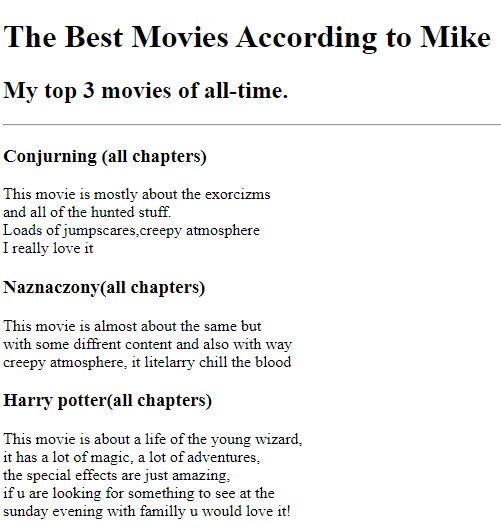 The Best Movies According to Mike
My top 3 movies of all-time.
Conjurning (all chapters)
This movie is mostly about the exorcizms
and all of the hunted stuff.
Loads of jumpscares,creepy atmosphere
I really love it
Naznaczony(all chapters)
This movie is almost about the same but
with some diffrent content and also with way
creepy atmosphere, it litelarry chill the blood
Harry potter(all chapters)
This movie is about a life of the young wizard,
it has a lot of magic, a lot of adventures,
the special effects are just amazing,
if u are looking for something to see at the
sunday evening with familly u would love it!